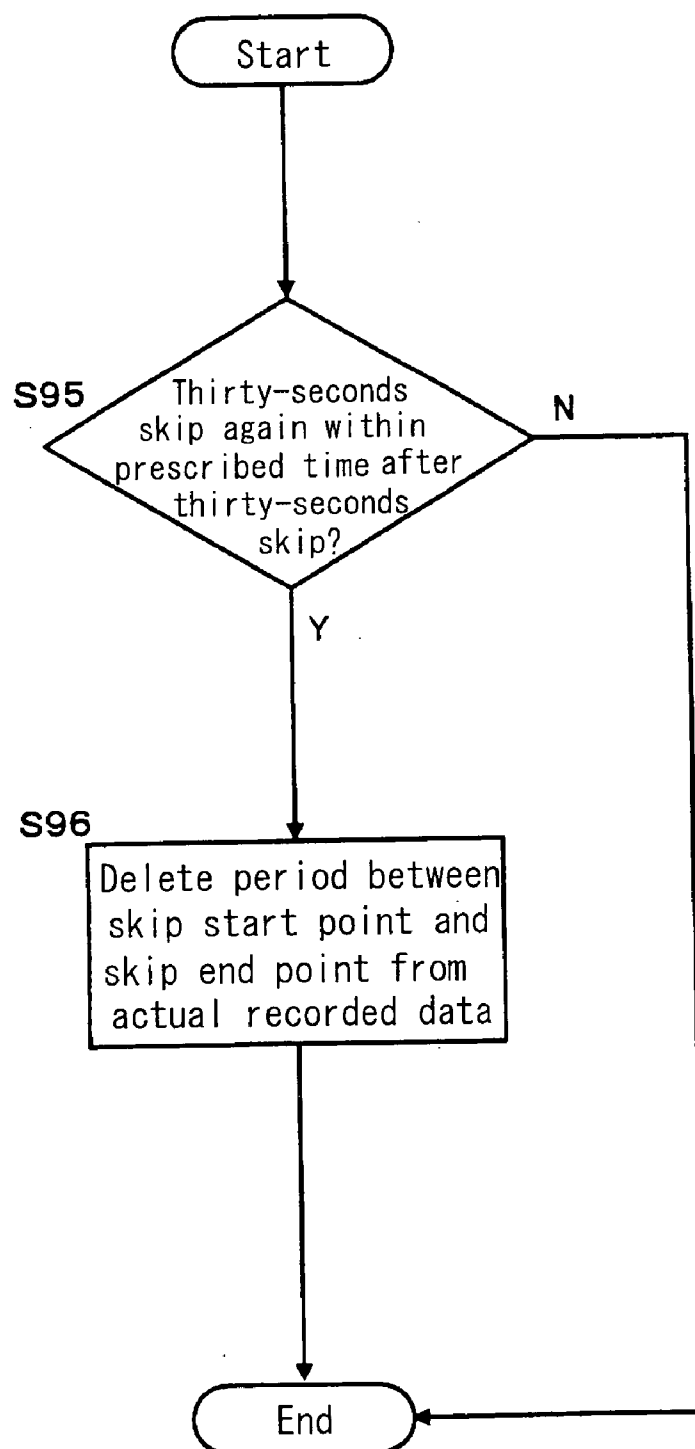 Start
S95
Thirty-seconds
skip again within
prescribed time after
thirty-seconds
skip?
N
Y
S96
Delete period between
skip start point and
skip end point from
actual recorded data
End